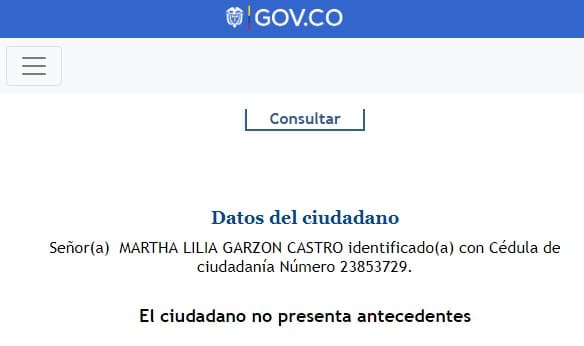 GOV.CO
Consultar
Datos del ciudadano
Señor(a) MARTHA LILIA GARZON CASTRO identificado(a) con Cédula de
ciudadanía Número 23853729.
El ciudadano no presenta antecedentes